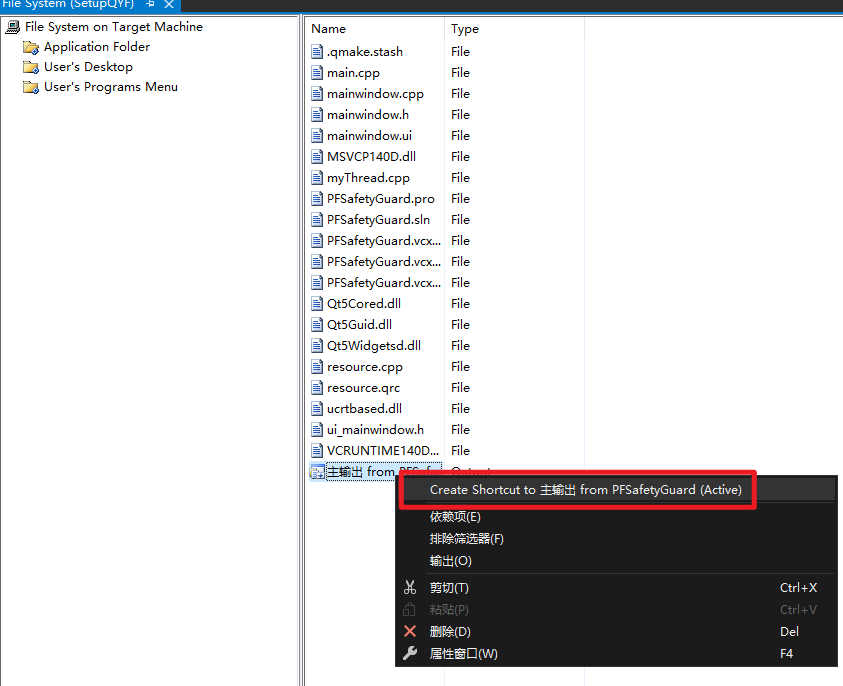 File System (SetupQYF)
File System on Target Machine
Application Folder
User's Desktop
User's Programs Menu
Name Type
.qmake.stash File
main.cpp File
mainwindow.cpp File
mainwindow.h File
mainwindow.ui File
MSVCP140D.dll File
myThread.cpp File
PFSafetyGuard.pro File
PFSafetyGuard.sln File
PFSafetyGuard.vcx... File
PFSafetyGuard.vcx... File
PFSafetyGuard.vcx... File
Qt5Cored.dll File
Qt5Guid.dll File
Qt5Widgetsd.dll File
resource.cpp File
resource.qrc File
ucrtbased.dll File
ui_mainwindow.h File
VCRUNTIME140D... File
主输出 from PFSafe... Output
Create Shortcut to 主输出 from PFSafetyGuard (Active)
依赖项(E)
排除筛选器(F)
输出(O)
剪切(T) Ctrl+X
粘贴(P) Ctrl+V
删除(D) Del
属性窗口(W) F4